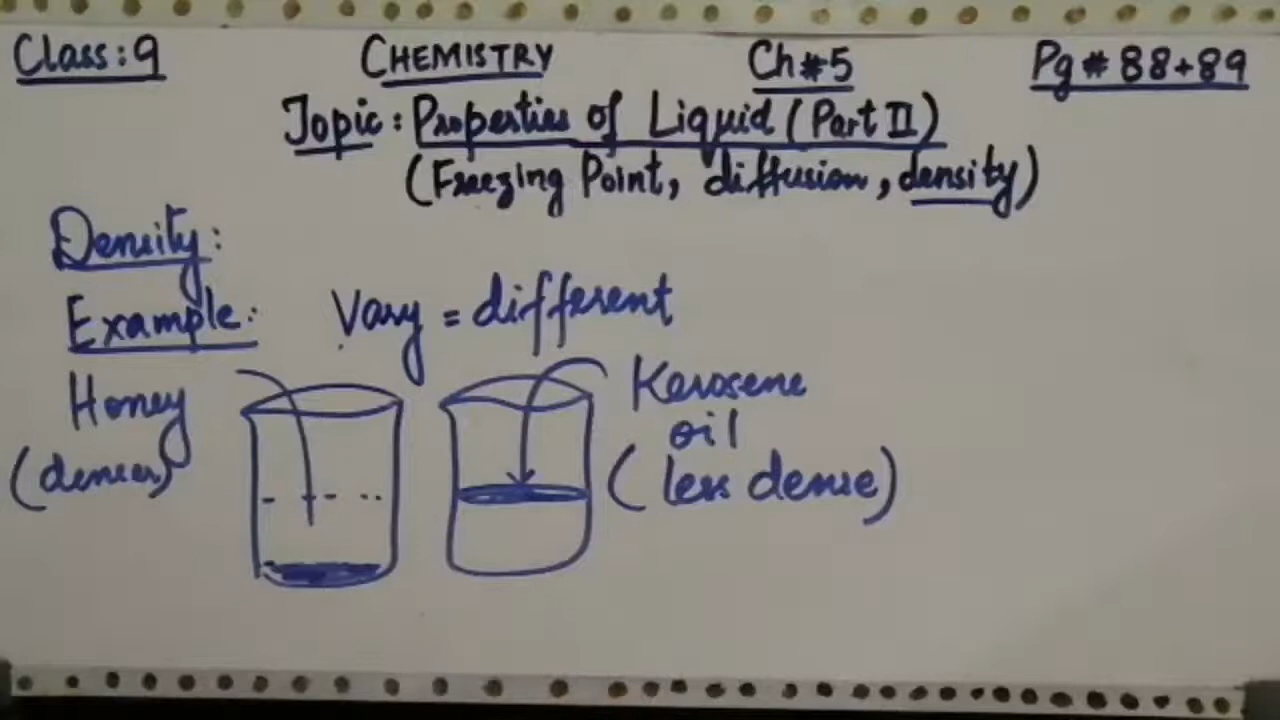 Class: 9
CHEMISTRY
Ch # 5
Pg # 88+89
Topic: Properties of Liquid (Part II)
(Freezing Point, diffusion, density)
Density:
Example:
Vary = different
Honey
(denser)
Kerosene
oil
(less dense)